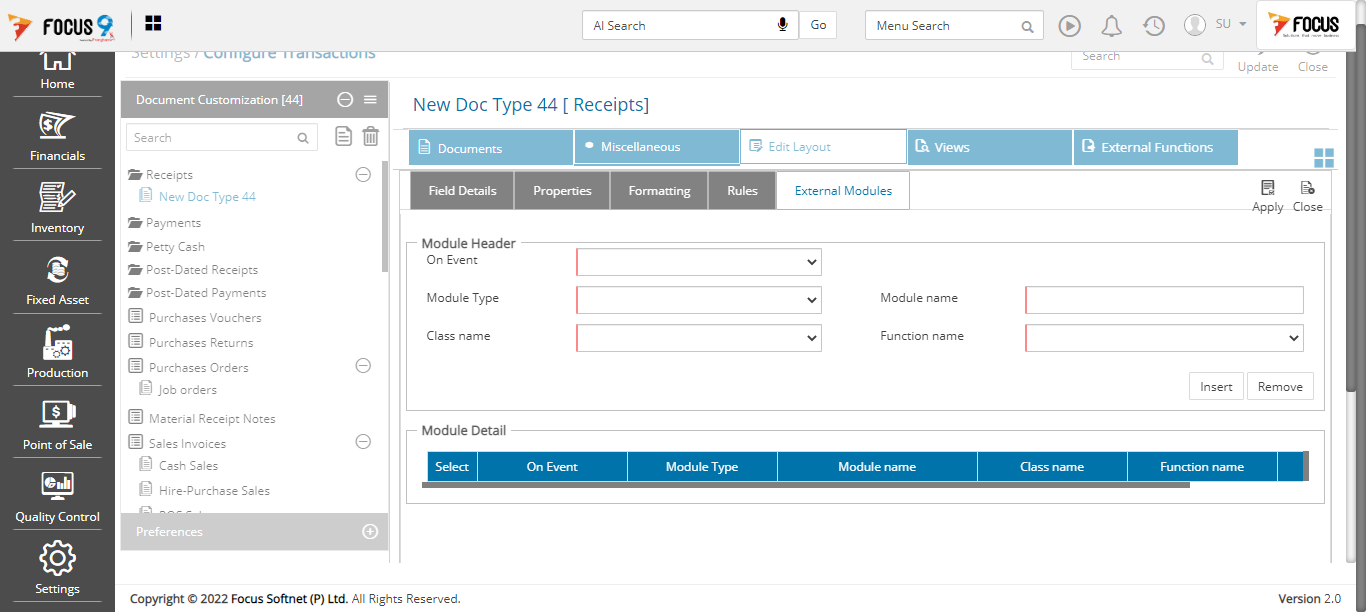 FOCUS 9
AI Search
Go
Menu Search
SU
FOCUS
Settings / Configure Transactions
Search
Update
Close
Home
Financials
Inventory
Fixed Asset
Production
Point of Sale
Quality Control
Settings
Document Customization [44]
Search
Receipts
New Doc Type 44
Payments
Petty Cash
Post-Dated Receipts
Post-Dated Payments
Purchases Vouchers
Purchases Returns
Purchases Orders
Job orders
Material Receipt Notes
Sales Invoices
Cash Sales
Hire-Purchase Sales
Preferences
New Doc Type 44 [ Receipts]
Documents
Miscellaneous
Edit Layout
Views
External Functions
Field Details
Properties
Formatting
Rules
External Modules
Apply
Close
Module Header
On Event
Module Type
Module name
Class name
Function name
Insert
Remove
Module Detail
Select On Event Module Type Module name Class name Function name
Copyright © 2022 Focus Softnet (P) Ltd. All Rights Reserved.
Version 2.0